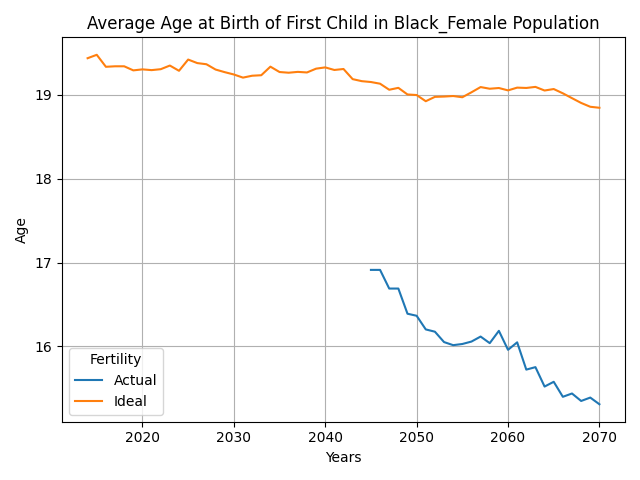 Average Age at Birth of First Child in Black_Female Population
Age
19
18
17
16
Fertility
Actual
Ideal
2020 2030 2040 2050 2060 2070
Years